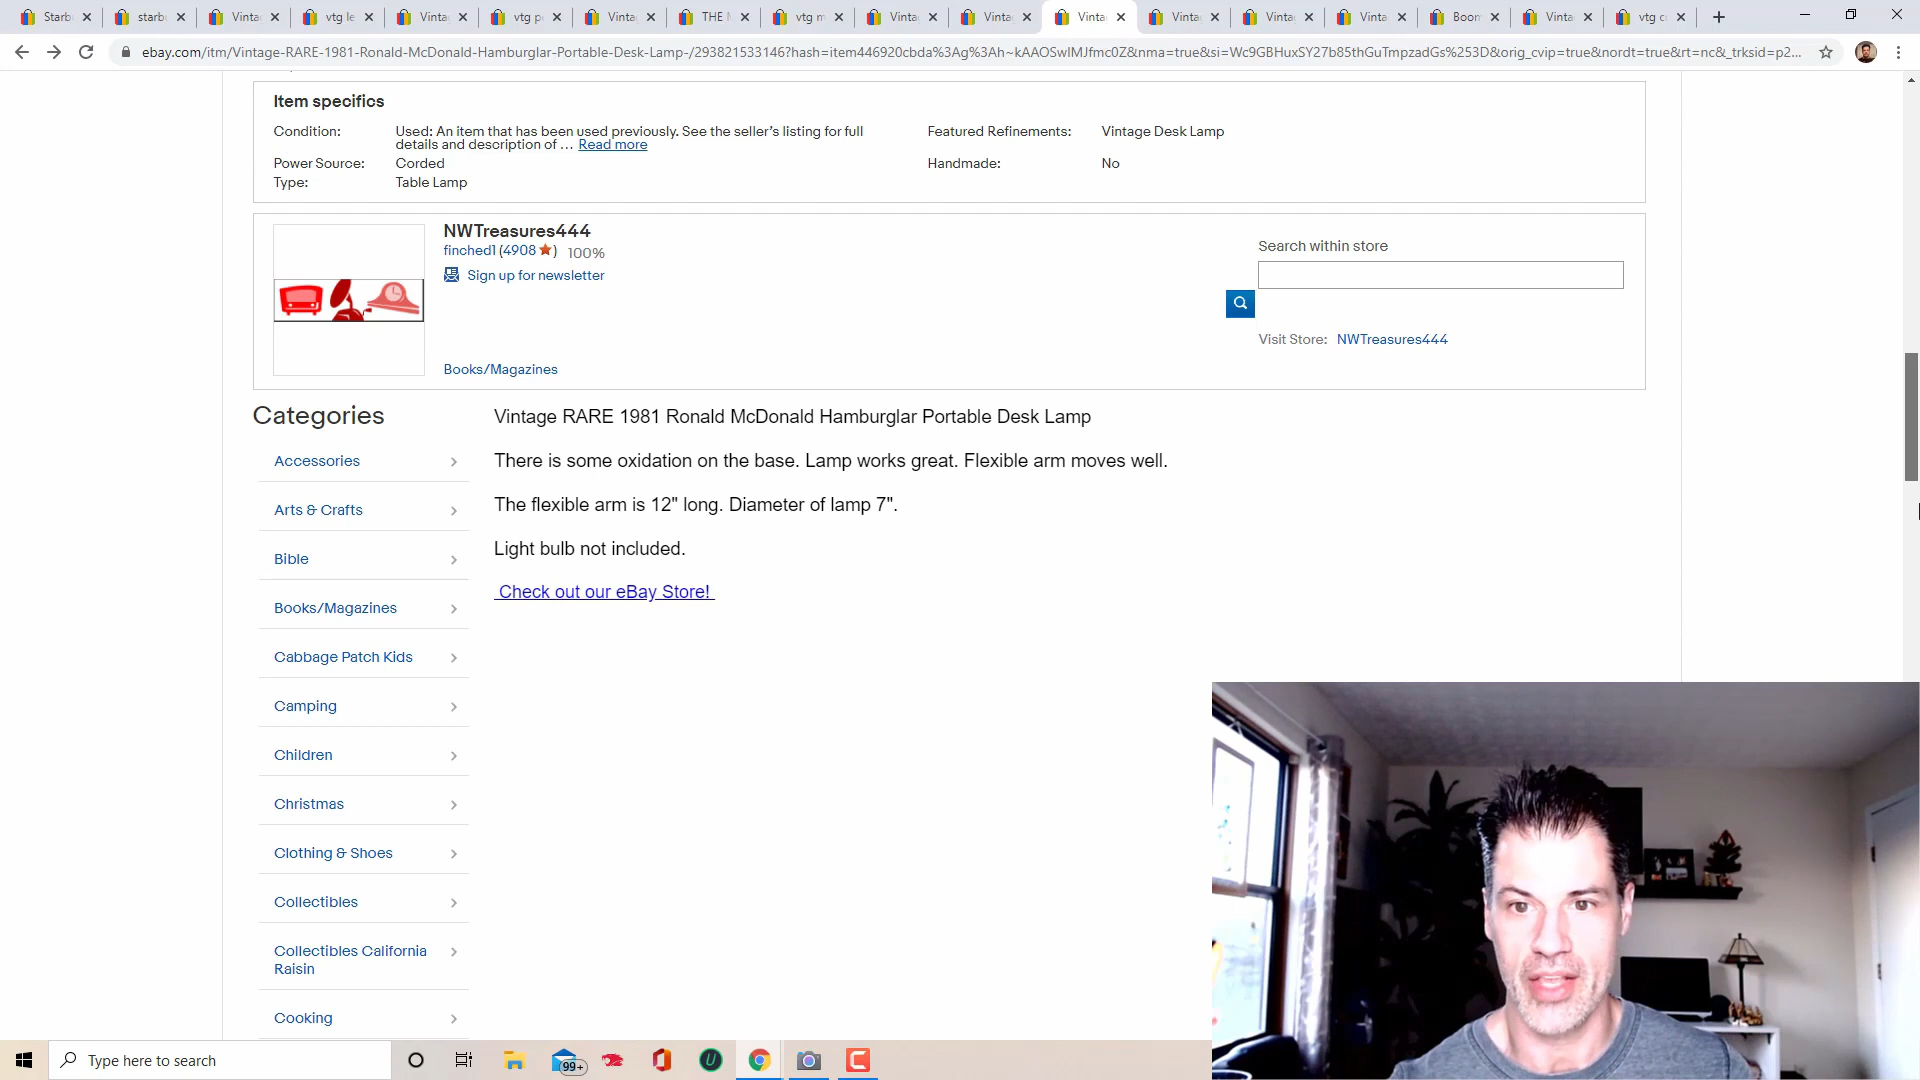 Starb
starbu
Vinta
vtg le
Vinta
vtg pu
Vinta
THE M
vtg m
Vinta
Vinta
Vinta
Vinta
Vinta
Vinta
Boom
Vinta
vtg c
ebay.com/itm/Vintage-RARE-1981-Ronald-McDonald-Hamburglar-Portable-Desk-Lamp-/293821533146?hash=item446920cbda%3Ag%3Ah~kAAOSwIMJfmc0Z&nma=true&si=Wc9GBHuxSY27b85thGuTmpzadGs%253D&orig_cvip=true&nordt=true&rt=nc&_trksid=p2...
Item specifics
Condition: Used: An item that has been used previously. See the seller's listing for full details and description of ... Read more
Featured Refinements: Vintage Desk Lamp
Power Source: Corded
Handmade: No
Type: Table Lamp
NWTreasures444
finched1 (4908 ) 100%
Sign up for newsletter
Books/Magazines
Search within store
Visit Store: NWTreasures444
Categories
Accessories
Arts & Crafts
Bible
Books/Magazines
Cabbage Patch Kids
Camping
Children
Christmas
Clothing & Shoes
Collectibles
Collectibles California
Raisin
Cooking
Vintage RARE 1981 Ronald McDonald Hamburglar Portable Desk Lamp
There is some oxidation on the base. Lamp works great. Flexible arm moves well.
The flexible arm is 12" long. Diameter of lamp 7".
Light bulb not included.
Check out our eBay Store!
Type here to search
99+